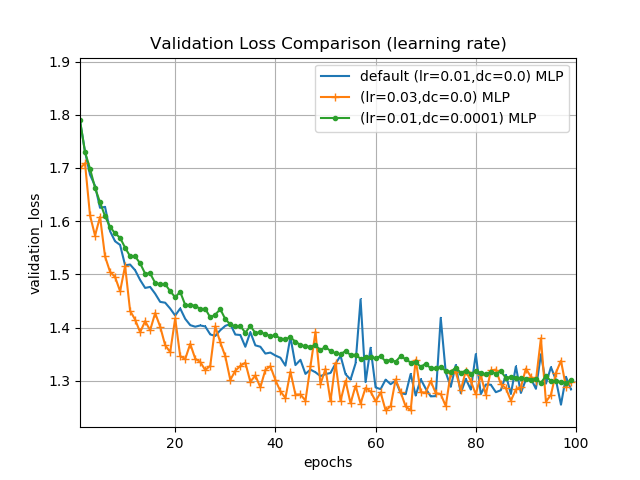 Validation Loss Comparison (learning rate)
default (lr=0.01,dc=0.0) MLP
(lr=0.03,dc=0.0) MLP
(lr=0.01,dc=0.0001) MLP
validation_loss
1.9
1.8
1.7
1.6
1.5
1.4
1.3
20 40 60 80 100
epochs